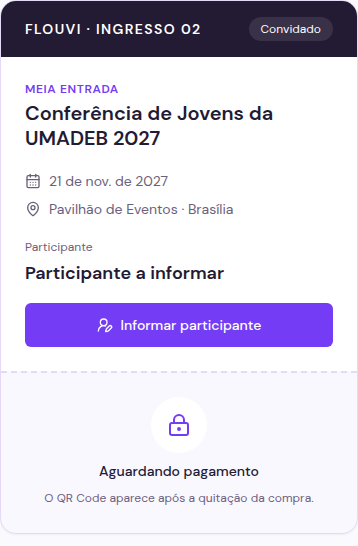 FLOUVI · INGRESSO 02
Convidado
MEIA ENTRADA
Conferência de Jovens da
UMADEB 2027
21 de nov. de 2027
Pavilhão de Eventos · Brasília
Participante
Participante a informar
Informar participante
Aguardando pagamento
O QR Code aparece após a quitação da compra.